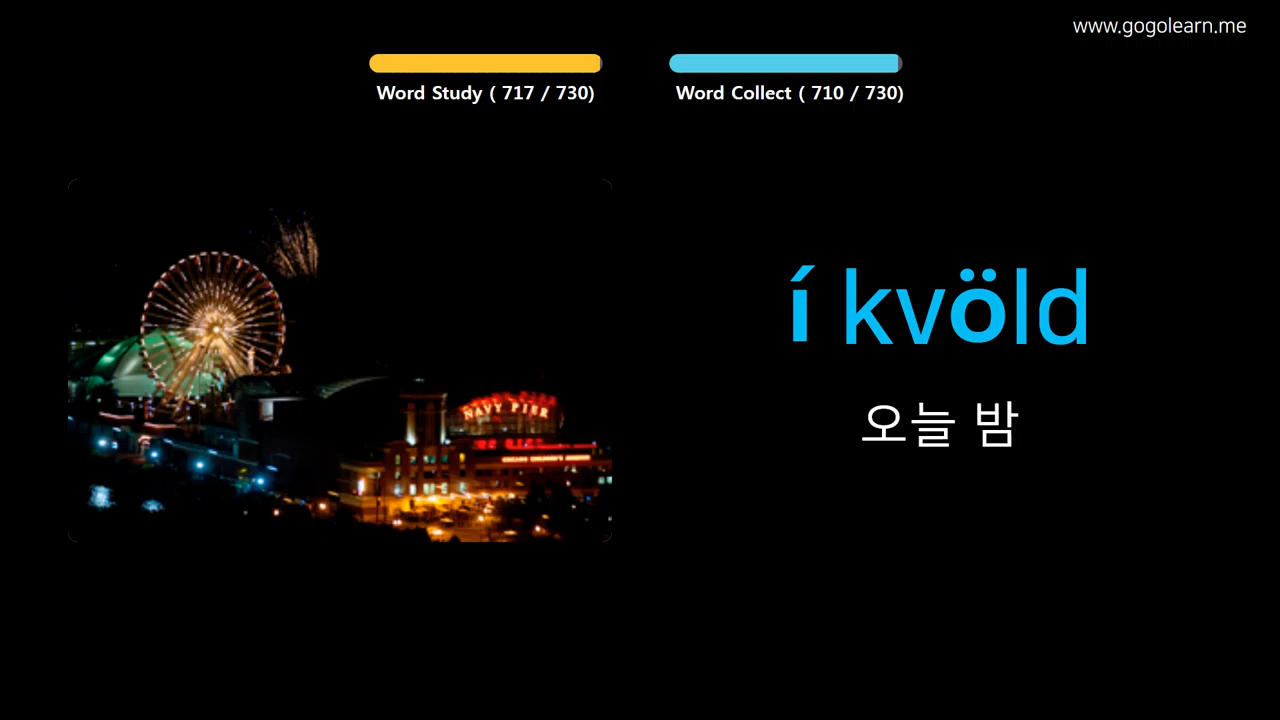 www.gogolearn.me
Word Study ( 717 / 730)
Word Collect ( 710 / 730)
í kvöld
오늘 밤
NAVY PIER